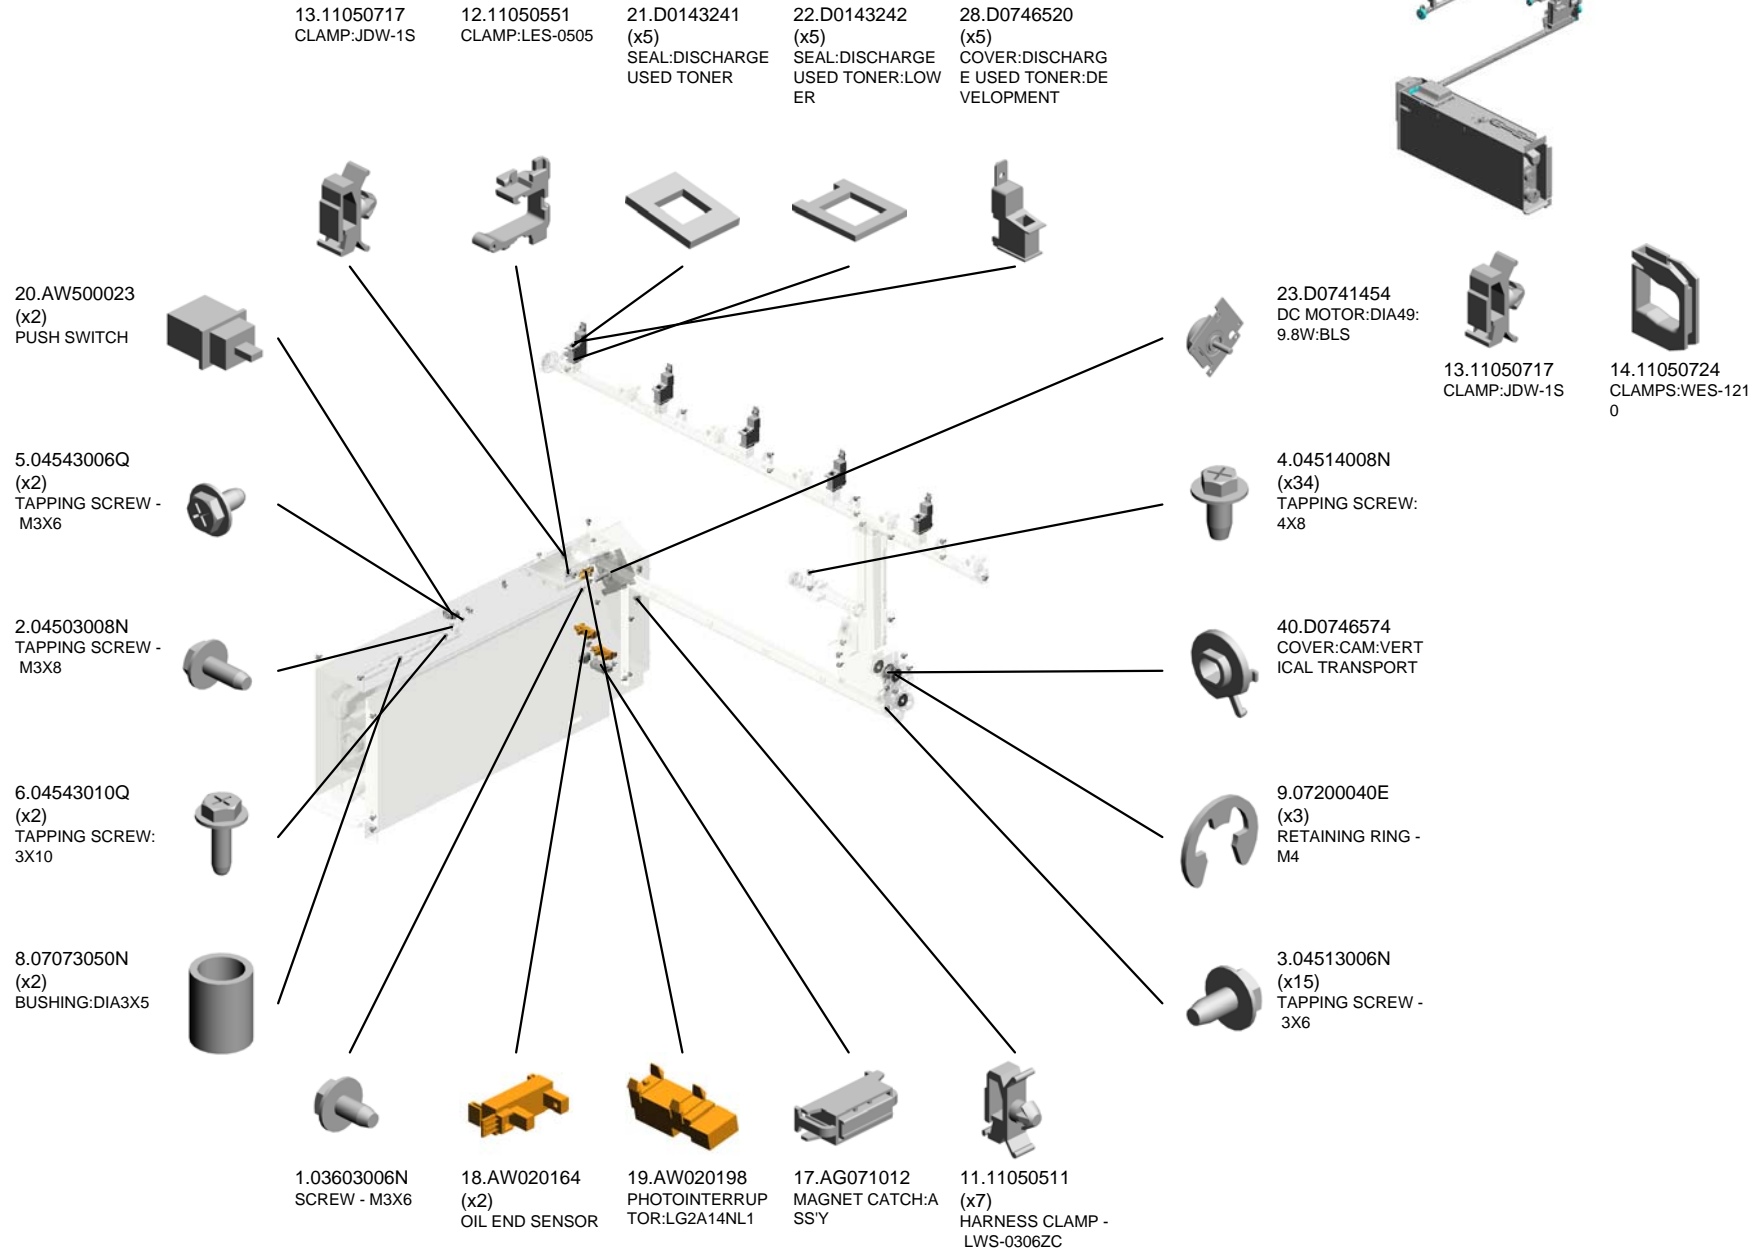 13.11050717
CLAMP:JDW-1S
12.11050551
CLAMP:LES-0505
21.D0143241
(x5)
SEAL:DISCHARGE
USED TONER
22.D0143242
(x5)
SEAL:DISCHARGE
USED TONER:LOW
ER
28.D0746520
(x5)
COVER:DISCHARG
E USED TONER:DE
VELOPMENT
20.AW500023
(x2)
PUSH SWITCH
5.04543006Q
(x2)
TAPPING SCREW -
M3X6
2.04503008N
TAPPING SCREW -
M3X8
6.04543010Q
(x2)
TAPPING SCREW:
3X10
8.07073050N
(x2)
BUSHING:DIA3X5
23.D0741454
DC MOTOR:DIA49:
9.8W:BLS
13.11050717
CLAMP:JDW-1S
14.11050724
CLAMPS:WES-121
0
4.04514008N
(x34)
TAPPING SCREW:
4X8
40.D0746574
COVER:CAM:VERT
ICAL TRANSPORT
9.07200040E
(x3)
RETAINING RING -
M4
3.04513006N
(x15)
TAPPING SCREW -
3X6
1.03603006N
SCREW - M3X6
18.AW020164
(x2)
OIL END SENSOR
19.AW020198
PHOTOINTERRUP
TOR:LG2A14NL1
17.AG071012
MAGNET CATCH:A
SS'Y
11.11050511
(x7)
HARNESS CLAMP -
LWS-0306ZC